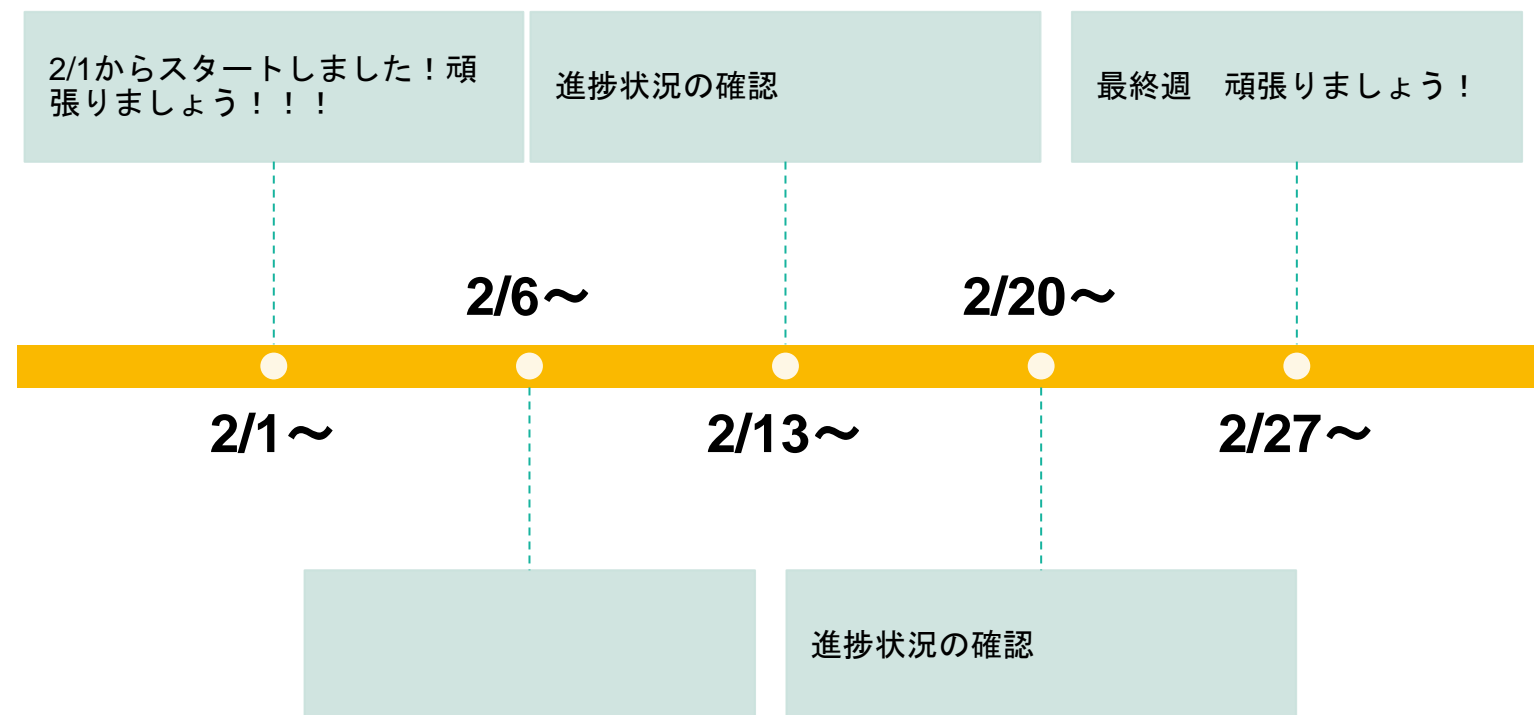 2/1からスタートしました！頑
張りましょう！！！
進捗状況の確認
最終週　頑張りましょう！
2/6～
2/20～
2/1～
2/13～
2/27～
進捗状況の確認